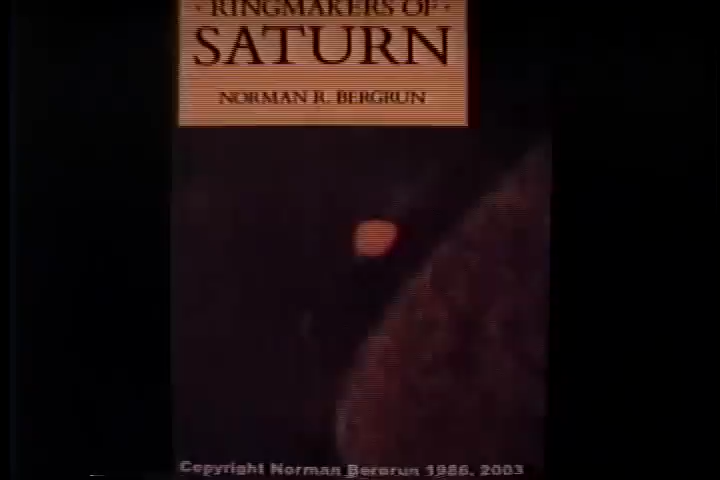 · RINGMAKERS OF ·
SATURN
NORMAN R. BERGRUN
Copyright Norman Bergrun 1986, 2003